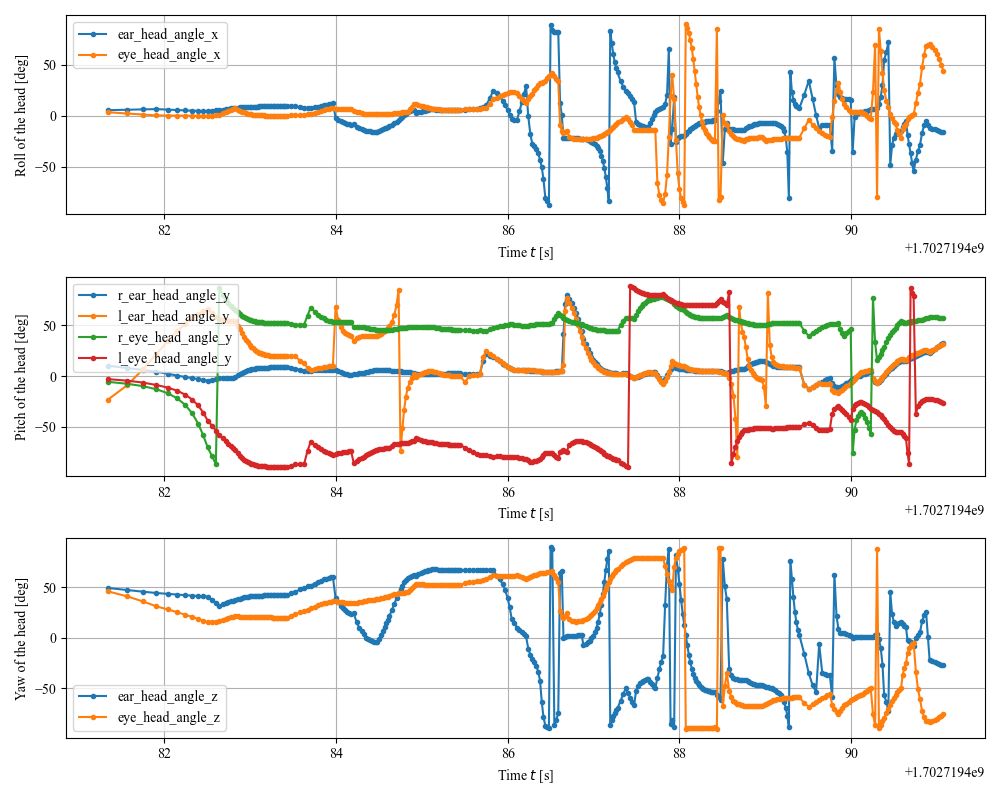 ear_head_angle_x
eye_head_angle_x
Roll of the head [deg]
50
0
−50
82 84 86 88 90
Time t [s]
+1.7027194e9
r_ear_head_angle_y
l_ear_head_angle_y
r_eye_head_angle_y
l_eye_head_angle_y
Pitch of the head [deg]
50
0
−50
82 84 86 88 90
Time t [s]
+1.7027194e9
Yaw of the head [deg]
50
0
−50
ear_head_angle_z
eye_head_angle_z
82 84 86 88 90
Time t [s]
+1.7027194e9